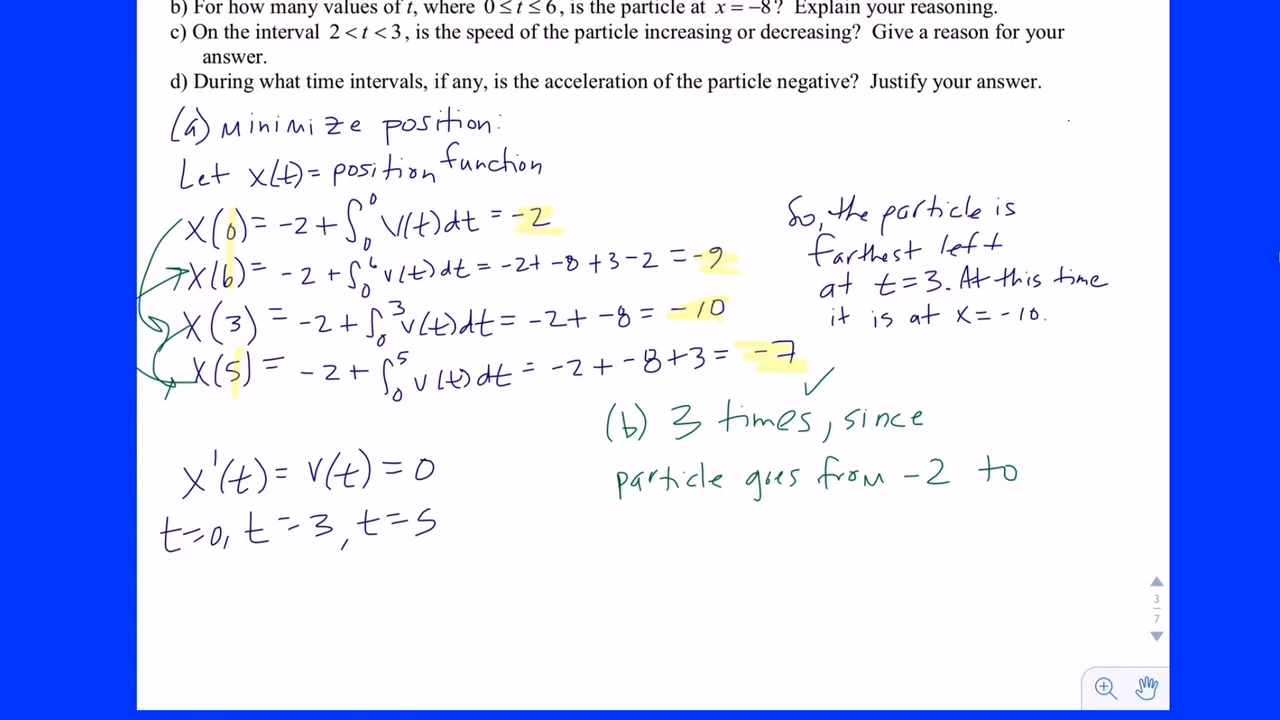 b) For how many values of t, where 0 ≤ t ≤ 6, is the particle at x = −8? Explain your reasoning.
c) On the interval 2 < t < 3, is the speed of the particle increasing or decreasing? Give a reason for your
answer.
d) During what time intervals, if any, is the acceleration of the particle negative? Justify your answer.
(a) minimize position:
Let x(t) = position function
x(0) = -2 + ∫₀⁰ v(t)dt = -2
x(6) = -2 + ∫₀⁶ v(t)dt = -2 + -8 + 3 - 2 = -9
x(3) = -2 + ∫₀³ v(t)dt = -2 + -8 = -10
x(5) = -2 + ∫₀⁵ v(t)dt = -2 + -8 + 3 = -7
So, the particle is
farthest left
at t = 3. At this time
it is at x = -10.
(b) 3 times, since
particle goes from -2 to
x'(t) = v(t) = 0
t=0, t=3, t=5
3
7